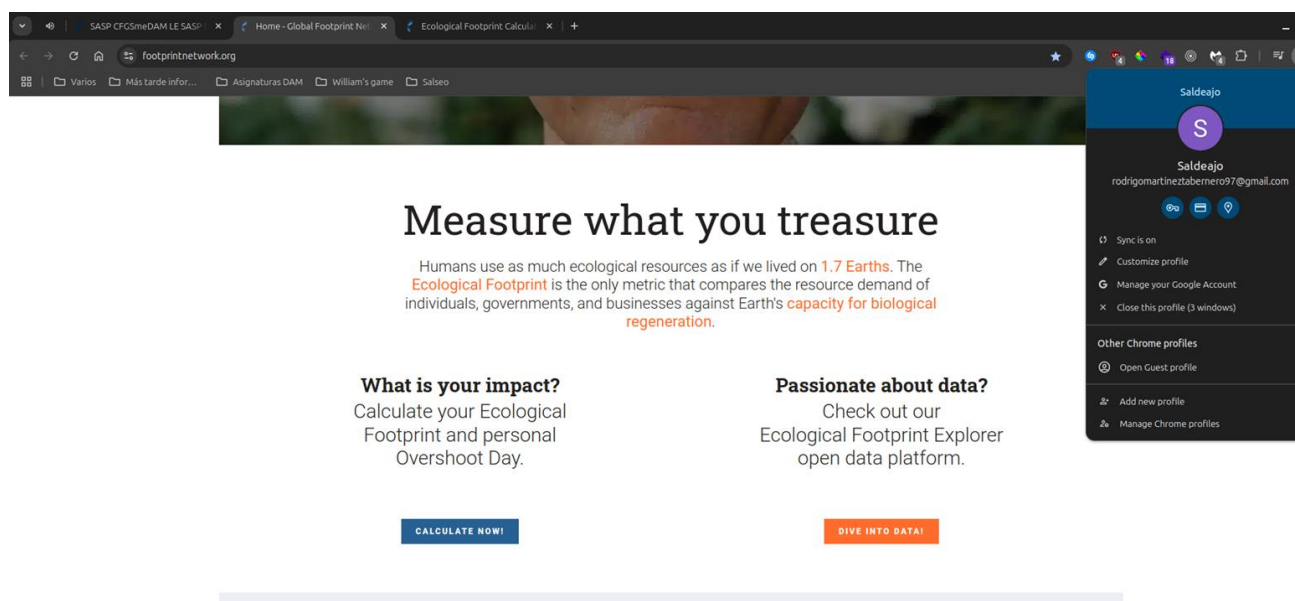 SASP CFGSmeDAM LE SASP
Home - Global Footprint Net
Ecological Footprint Calcula
footprintnetwork.org
4
18
4
Varios
Más tarde infor...
Asignaturas DAM
William's game
Salseo
Saldeajo
S
Saldeajo
rodrigomartineztabernero97@gmail.com
Sync is on
Customize profile
Manage your Google Account
Close this profile (3 windows)
Other Chrome profiles
Open Guest profile
Add new profile
Manage Chrome profiles
Measure what you treasure
Humans use as much ecological resources as if we lived on 1.7 Earths. The
Ecological Footprint is the only metric that compares the resource demand of
individuals, governments, and businesses against Earth's capacity for biological
regeneration.
What is your impact?
Calculate your Ecological
Footprint and personal
Overshoot Day.
CALCULATE NOW!
Passionate about data?
Check out our
Ecological Footprint Explorer
open data platform.
DIVE INTO DATA!